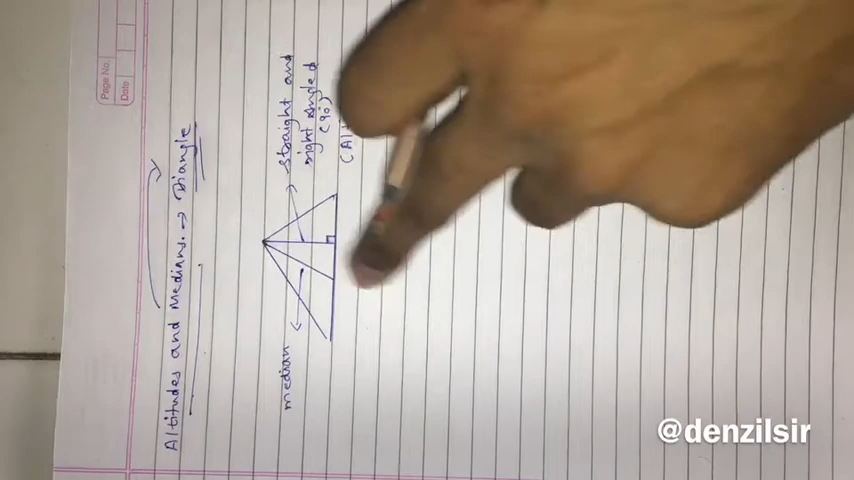 Page No.
Date
Altitudes and Medians. → Triangle
Straight and
right Angled
(90°)
median
@denzilsir